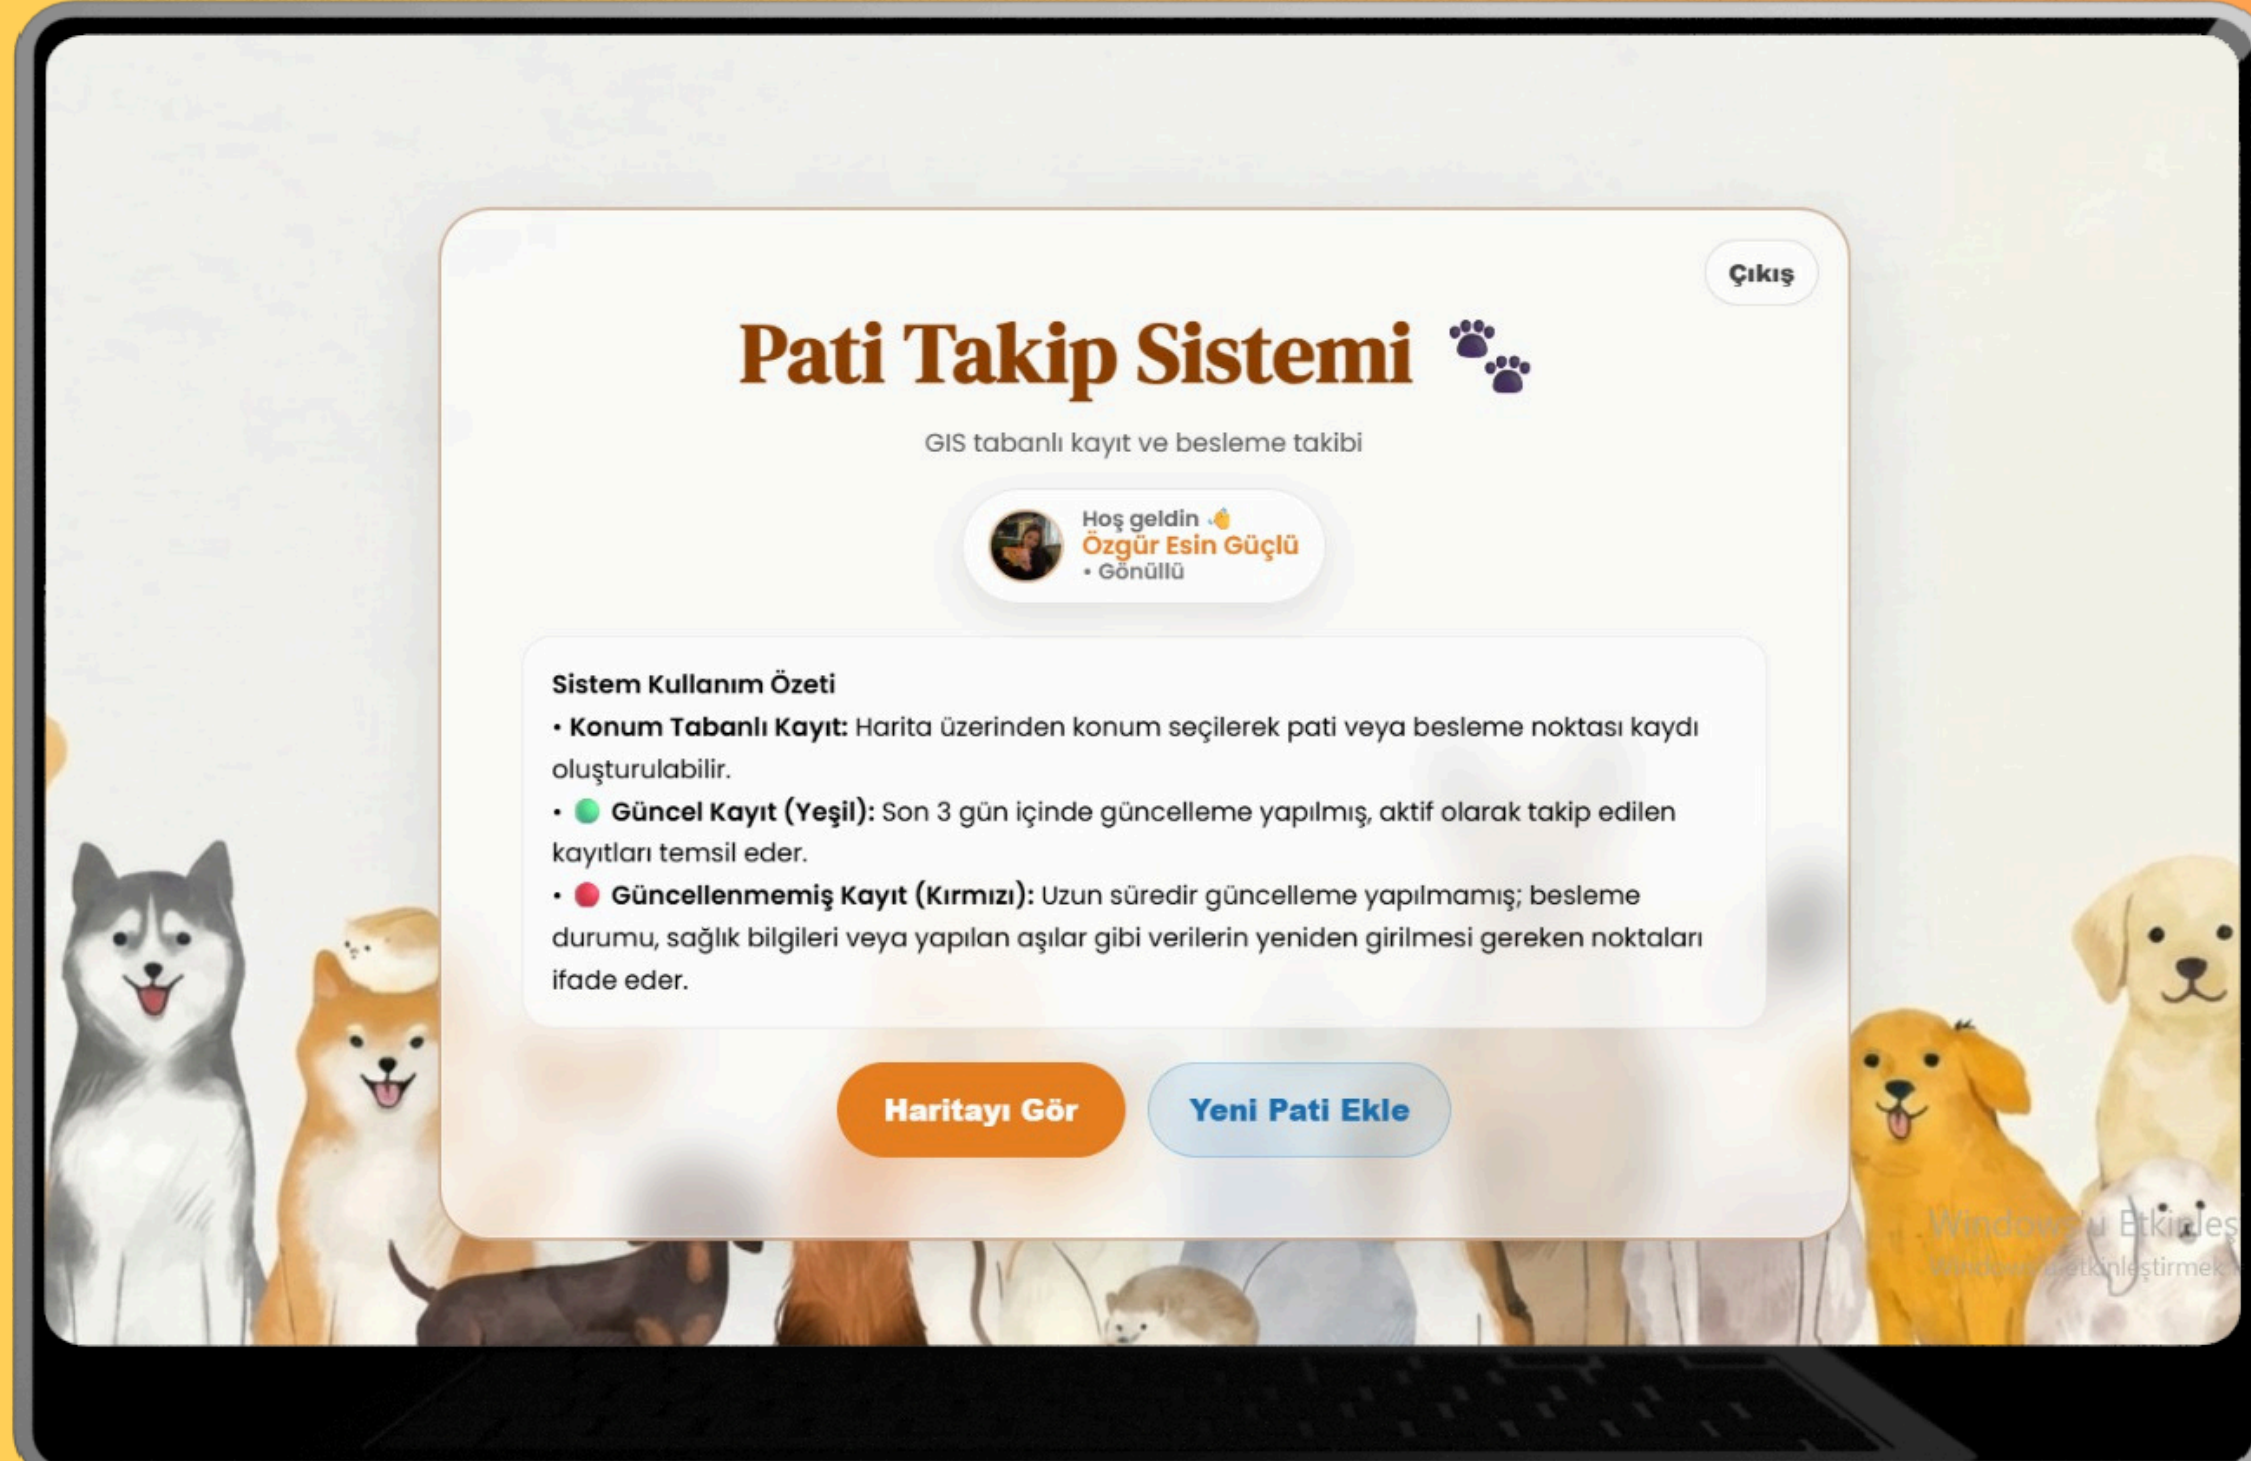 Çıkış
Pati Takip Sistemi
GIS tabanlı kayıt ve besleme takibi
Hoş geldin
Özgür Esin Güçlü
• Gönüllü
Sistem Kullanım Özeti
• Konum Tabanlı Kayıt: Harita üzerinden konum seçilerek pati veya besleme noktası kaydı
oluşturulabilir.
• Güncel Kayıt (Yeşil): Son 3 gün içinde güncelleme yapılmış, aktif olarak takip edilen
kayıtları temsil eder.
• Güncellenmemiş Kayıt (Kırmızı): Uzun süredir güncelleme yapılmamış; besleme
durumu, sağlık bilgileri veya yapılan aşılar gibi verilerin yeniden girilmesi gereken noktaları
ifade eder.
Haritayı Gör
Yeni Pati Ekle